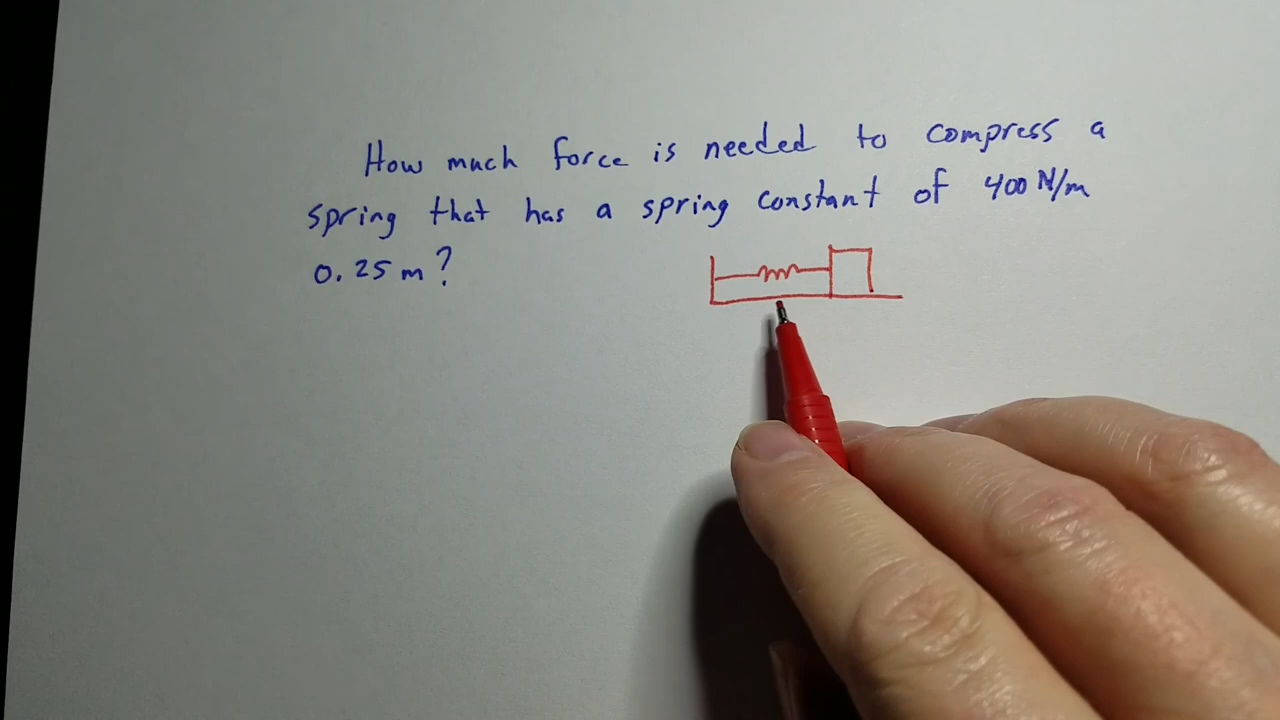 How much force is needed to compress a
spring that has a spring constant of 400 N/m
0.25 m?